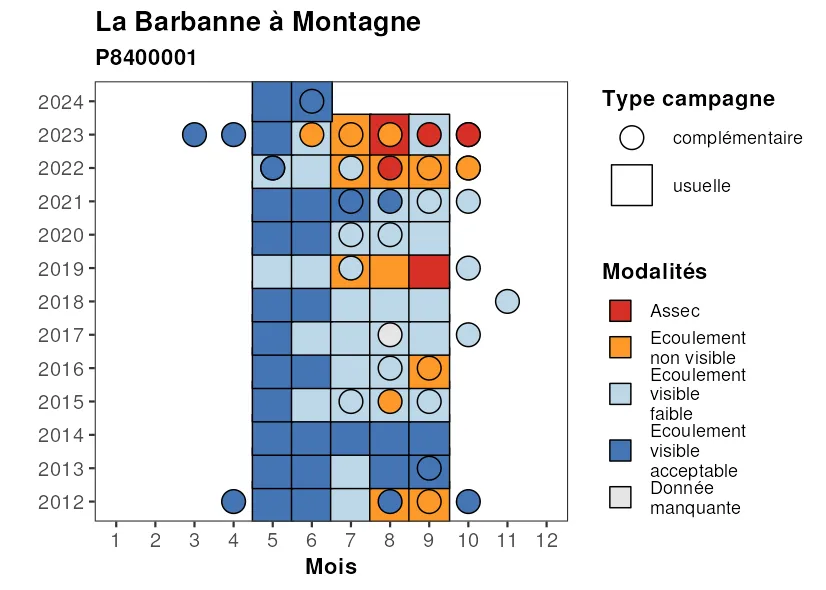 La Barbanne à Montagne
P8400001
2024
2023
2022
2021
2020
2019
2018
2017
2016
2015
2014
2013
2012
1 2 3 4 5 6 7 8 9 10 11 12
Mois
Type campagne
complémentaire
usuelle
Modalités
Assec
Ecoulement
non visible
Ecoulement
visible
faible
Ecoulement
visible
acceptable
Donnée
manquante